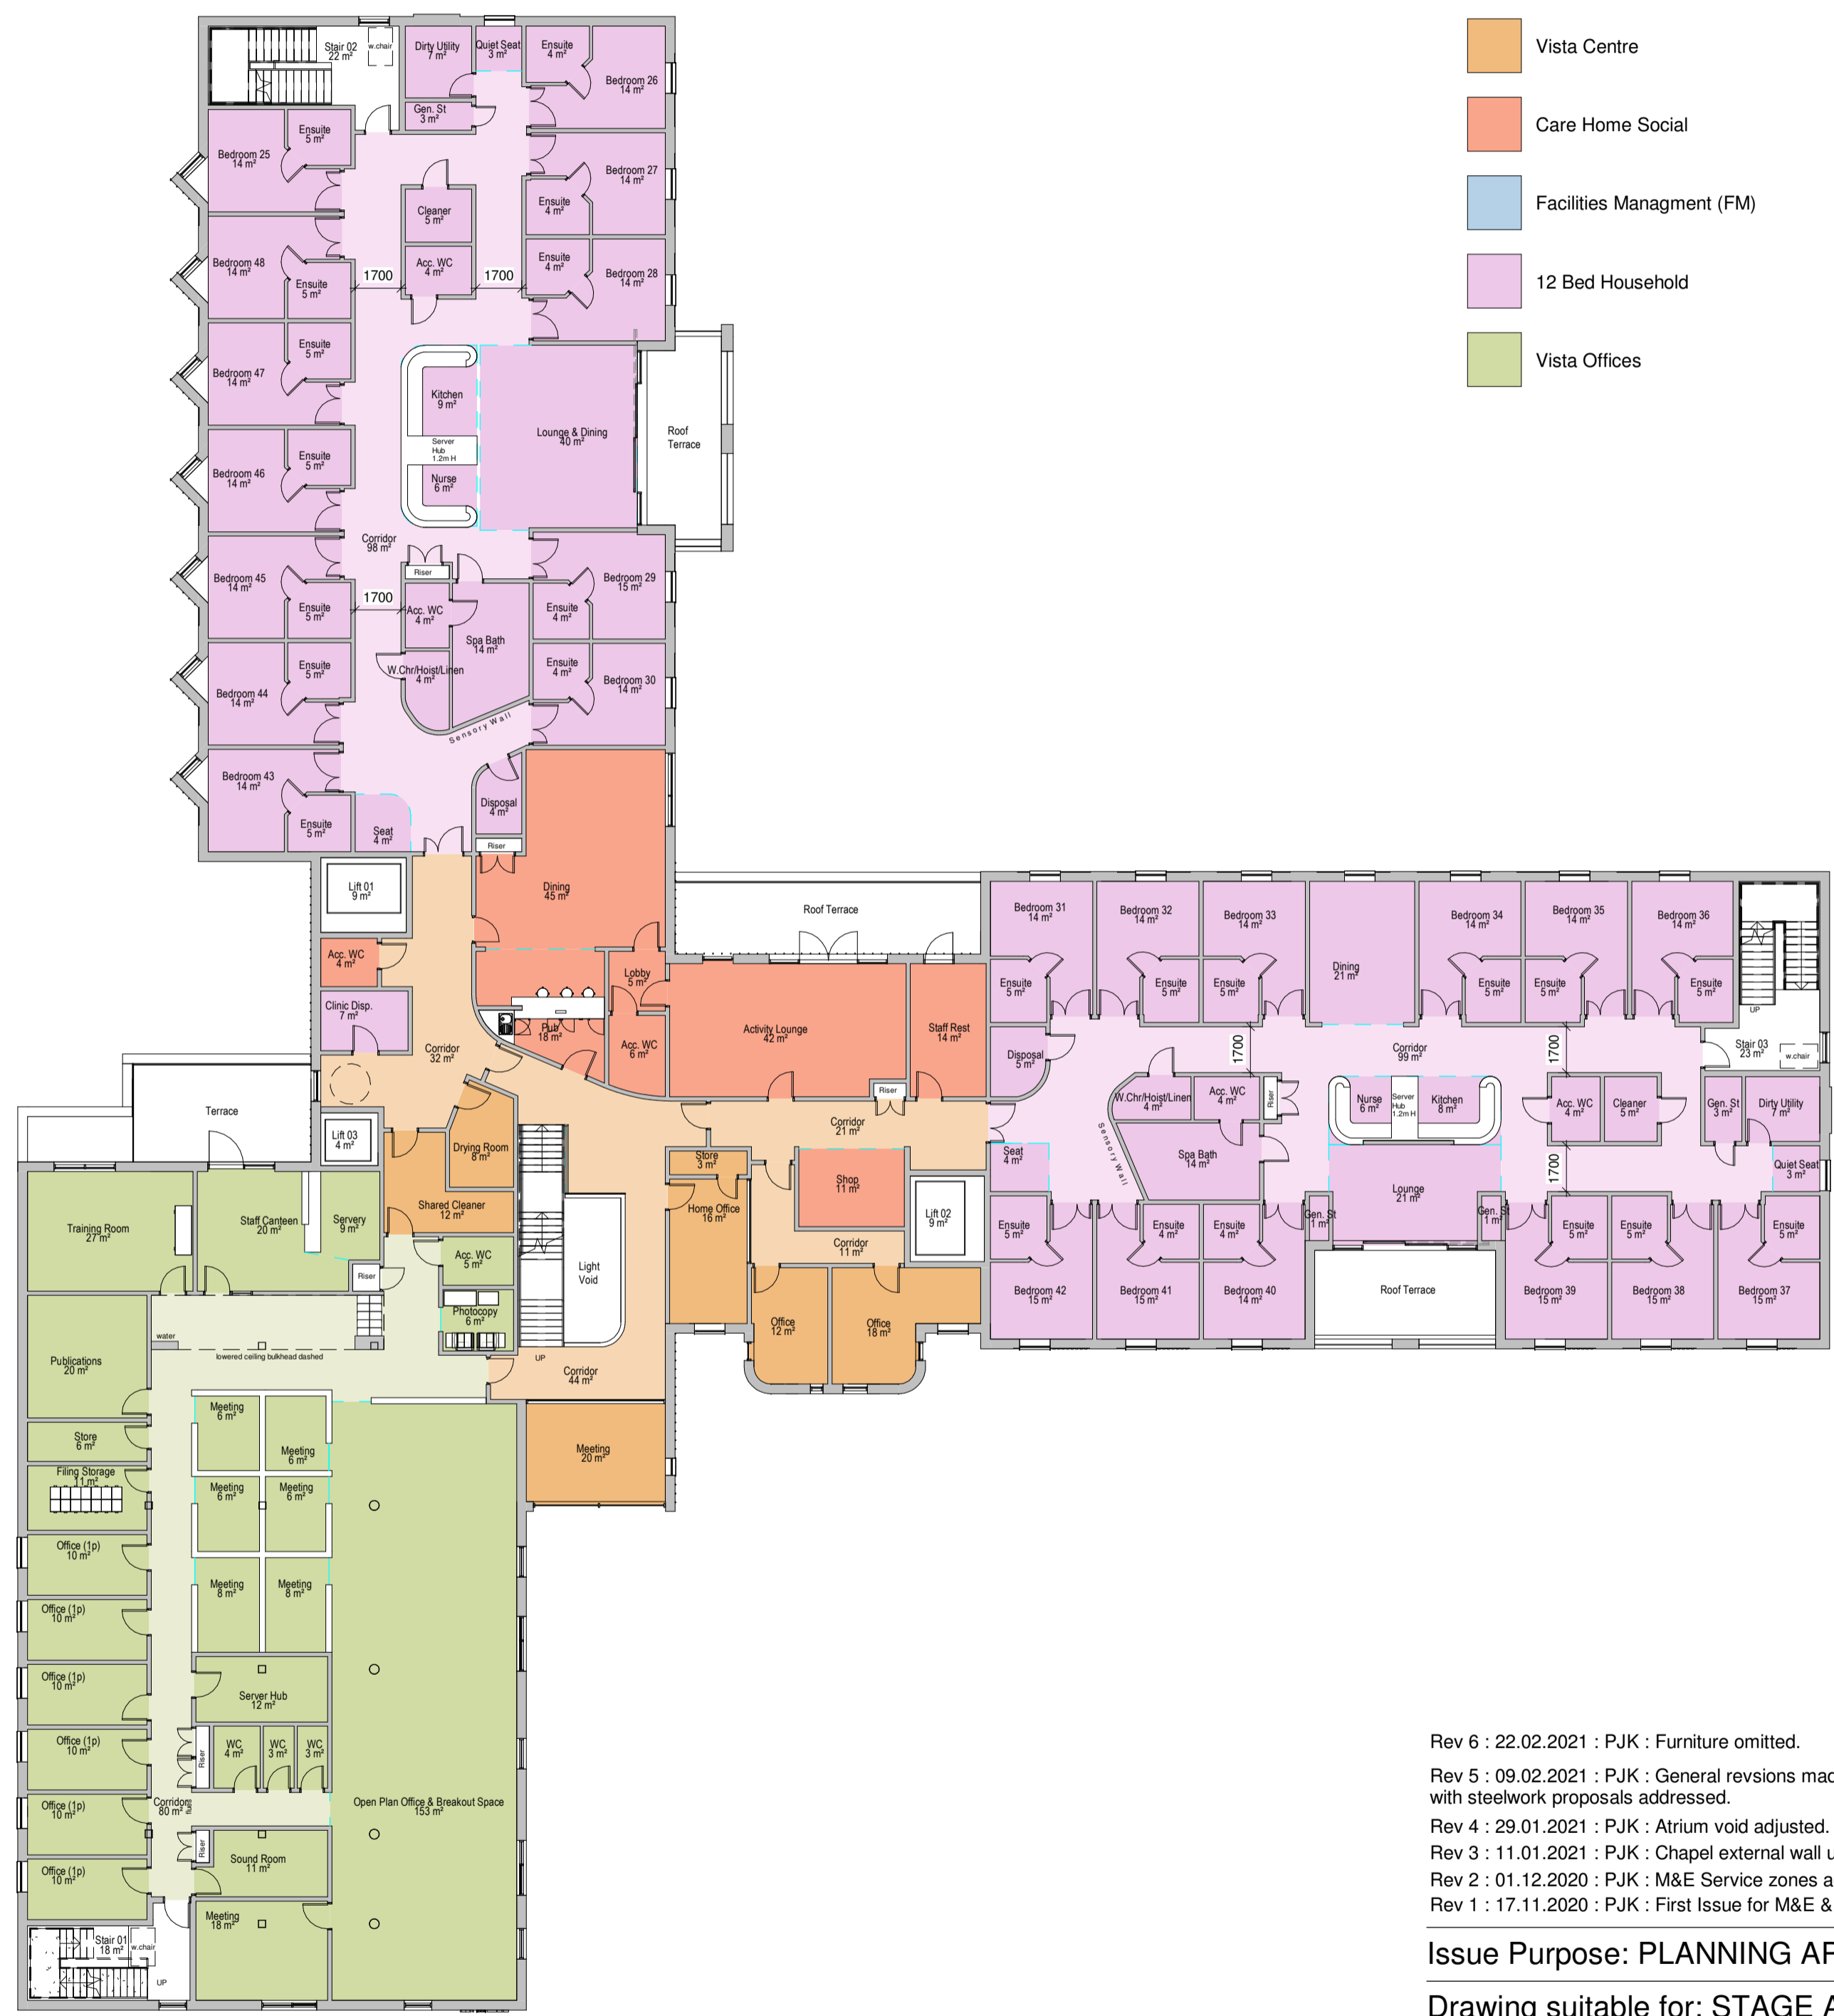 Vista Centre
Care Home Social
Facilities Managment (FM)
12 Bed Household
Vista Offices
Stair 02
22 m²
w.chair
Dirty Utility
7 m²
Quiet Seat
3 m²
Ensuite
4 m²
Bedroom 26
14 m²
Gen. St
3 m²
Bedroom 25
14 m²
Ensuite
5 m²
Bedroom 27
14 m²
Ensuite
4 m²
Cleaner
5 m²
Bedroom 48
14 m²
Ensuite
5 m²
Acc. WC
4 m²
1700
1700
Ensuite
4 m²
Bedroom 28
14 m²
Bedroom 47
14 m²
Ensuite
5 m²
Kitchen
9 m²
Server
Hub
1.2m H
Nurse
6 m²
Lounge & Dining
40 m²
Roof
Terrace
Bedroom 46
14 m²
Ensuite
5 m²
Corridor
98 m²
Riser
Bedroom 45
14 m²
Ensuite
5 m²
1700
Acc. WC
4 m²
Spa Bath
14 m²
Ensuite
4 m²
Bedroom 29
15 m²
W.Chr/Hoist/Linen
4 m²
Ensuite
4 m²
Bedroom 30
14 m²
Bedroom 44
14 m²
Ensuite
5 m²
Sensory Wall
Bedroom 43
14 m²
Ensuite
5 m²
Seat
4 m²
Disposal
4 m²
Riser
Lift 01
9 m²
Dining
45 m²
Acc. WC
4 m²
Clinic Disp.
7 m²
Corridor
32 m²
Lobby
5 m²
Pub
18 m²
Acc. WC
6 m²
Activity Lounge
42 m²
Staff Rest
14 m²
Riser
Roof Terrace
Terrace
Lift 03
4 m²
Drying Room
8 m²
Shared Cleaner
12 m²
Corridor
21 m²
Store
3 m²
Home Office
16 m²
Shop
11 m²
Lift 02
9 m²
Corridor
11 m²
Office
12 m²
Office
18 m²
Light
Void
UP
Corridor
44 m²
Meeting
20 m²
Bedroom 31
14 m²
Bedroom 32
14 m²
Bedroom 33
14 m²
Dining
21 m²
Bedroom 34
14 m²
Bedroom 35
14 m²
Bedroom 36
14 m²
Ensuite
5 m²
Ensuite
5 m²
Ensuite
5 m²
Ensuite
5 m²
Ensuite
5 m²
Ensuite
5 m²
UP
Stair 03
23 m²
w.chair
Disposal
5 m²
1700
Corridor
99 m²
1700
W.Chr/Hoist/Linen
4 m²
Acc. WC
4 m²
Riser
Nurse
6 m²
Server
Hub
1.2m H
Kitchen
8 m²
Acc. WC
4 m²
Cleaner
5 m²
Gen. St
3 m²
Dirty Utility
7 m²
Seat
4 m²
Sensory Wall
Spa Bath
14 m²
1700
Quiet Seat
3 m²
Lounge
21 m²
Gen. St
1 m²
Gen. St
1 m²
Ensuite
5 m²
Ensuite
4 m²
Ensuite
4 m²
Ensuite
5 m²
Ensuite
5 m²
Ensuite
5 m²
Bedroom 42
15 m²
Bedroom 41
15 m²
Bedroom 40
14 m²
Roof Terrace
Bedroom 39
15 m²
Bedroom 38
15 m²
Bedroom 37
15 m²
Training Room
27 m²
Staff Canteen
20 m²
Servery
9 m²
Riser
Acc. WC
5 m²
Photocopy
6 m²
water
lowered ceiling bulkhead dashed
Publications
20 m²
Store
6 m²
Filing Storage
11 m²
Meeting
6 m²
Meeting
6 m²
Meeting
6 m²
Meeting
6 m²
Meeting
8 m²
Meeting
8 m²
Office (1p)
10 m²
Office (1p)
10 m²
Office (1p)
10 m²
Office (1p)
10 m²
Office (1p)
10 m²
Office (1p)
10 m²
Server Hub
12 m²
Riser
WC
4 m²
WC
3 m²
WC
3 m²
Corridor
80 m²
flush
Open Plan Office & Breakout Space
153 m²
Riser
Sound Room
11 m²
Meeting
18 m²
Stair 01
18 m²
w.chair
UP
Rev 6 : 22.02.2021 : PJK : Furniture omitted.
Rev 5 : 09.02.2021 : PJK : General revsions mad
with steelwork proposals addressed.
Rev 4 : 29.01.2021 : PJK : Atrium void adjusted.
Rev 3 : 11.01.2021 : PJK : Chapel external wall u
Rev 2 : 01.12.2020 : PJK : M&E Service zones a
Rev 1 : 17.11.2020 : PJK : First Issue for M&E &
Issue Purpose: PLANNING AP
Drawing suitable for: STAGE A